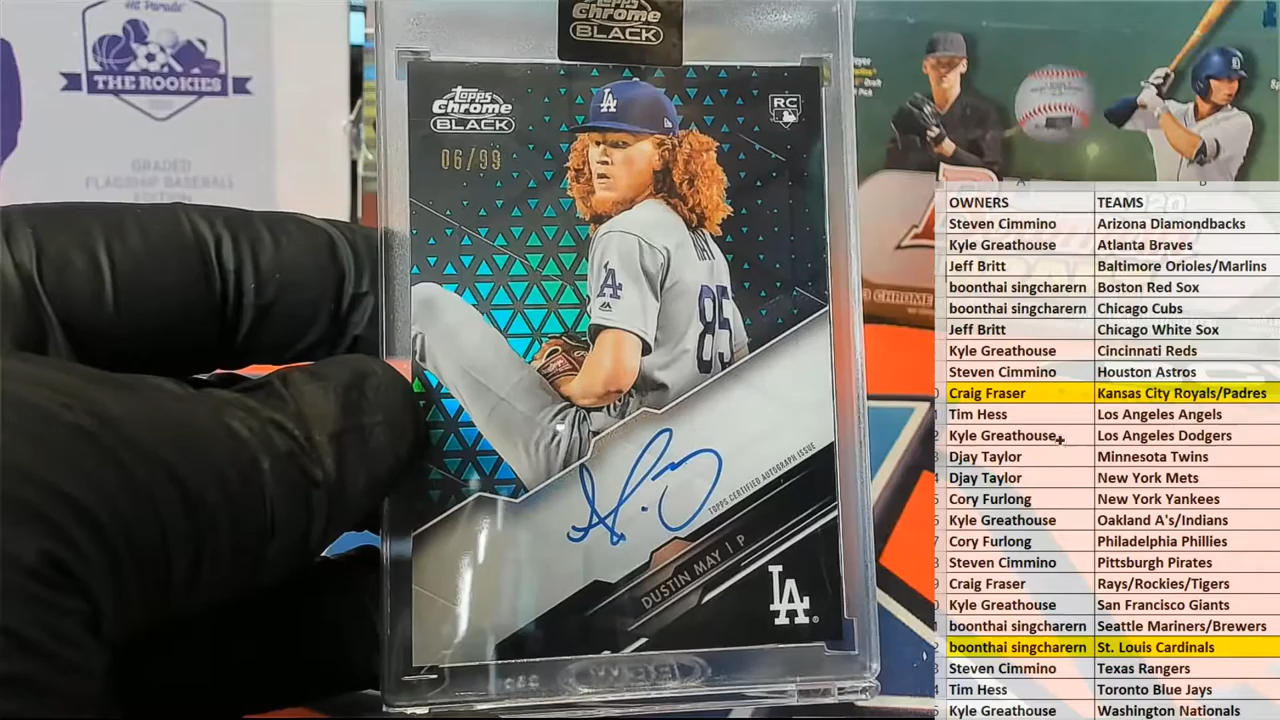 Hit Parade
THE ROOKIES
GRADED
FLAGSHIP BASEBALL
EDITION
Topps
Chrome
BLACK
topps
Chrome
BLACK
06/99
RC
LA
LA
85
TOPPS CERTIFIED AUTOGRAPH ISSUE
DUSTIN MAY | P
LA
D
CHROME
OWNERS TEAMS
Steven Cimmino Arizona Diamondbacks
Kyle Greathouse Atlanta Braves
Jeff Britt Baltimore Orioles/Marlins
boonthai singcharern Boston Red Sox
boonthai singcharern Chicago Cubs
Jeff Britt Chicago White Sox
Kyle Greathouse Cincinnati Reds
Steven Cimmino Houston Astros
Craig Fraser Kansas City Royals/Padres
Tim Hess Los Angeles Angels
Kyle Greathouse Los Angeles Dodgers
Djay Taylor Minnesota Twins
Djay Taylor New York Mets
Cory Furlong New York Yankees
Kyle Greathouse Oakland A's/Indians
Cory Furlong Philadelphia Phillies
Steven Cimmino Pittsburgh Pirates
Craig Fraser Rays/Rockies/Tigers
Kyle Greathouse San Francisco Giants
boonthai singcharern Seattle Mariners/Brewers
boonthai singcharern St. Louis Cardinals
Steven Cimmino Texas Rangers
Tim Hess Toronto Blue Jays
Kyle Greathouse Washington Nationals